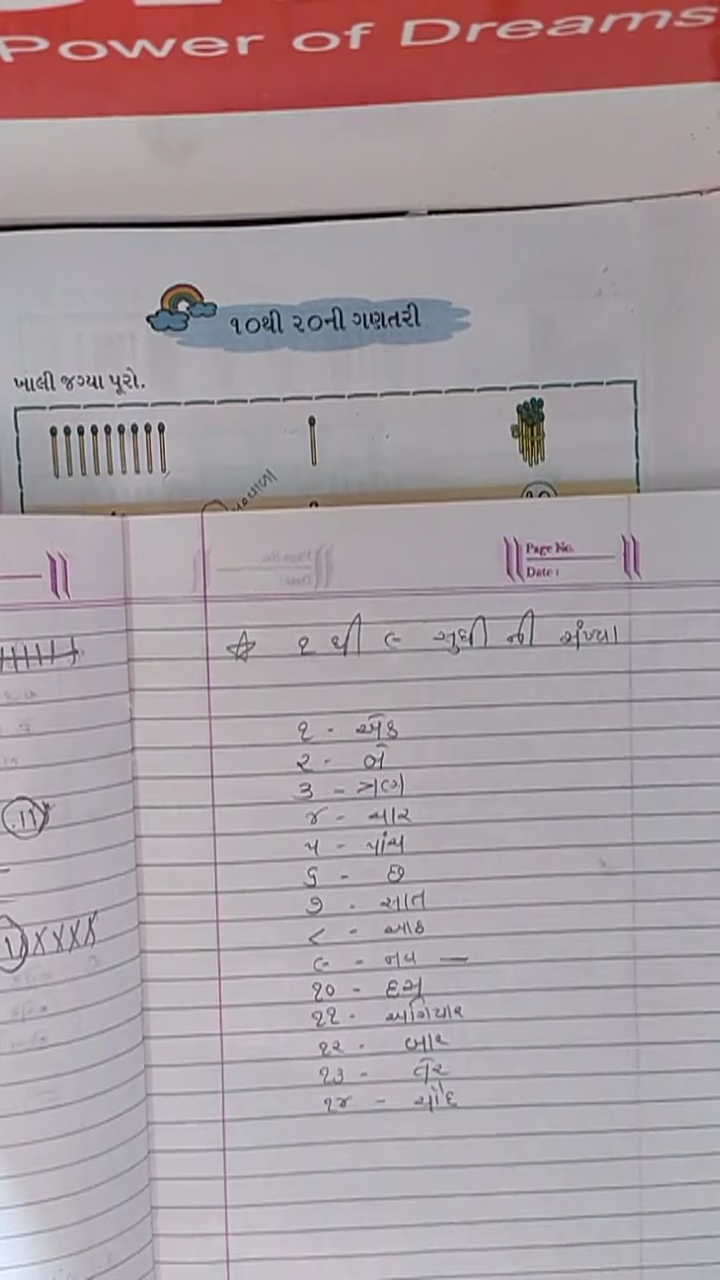 Power of Dreams
૧૦થી ૨૦ની ગણતરી
ખાલી જગ્યા પૂરો.
Page No.
Date :
☆ ૧ થી ૯ સુધી ની સંખ્યા
૧ - એક
૨ - બે
૩ - ત્રણ
૪ - ચાર
૫ - પાંચ
૬ - છ
૭ - સાત
૮ - આઠ
૯ - નવ —
૧૦ - દસ
૧૧ - અગિયાર
૧૨ - બાર
૧૩ - તેર
૧૪ - ચૌદ